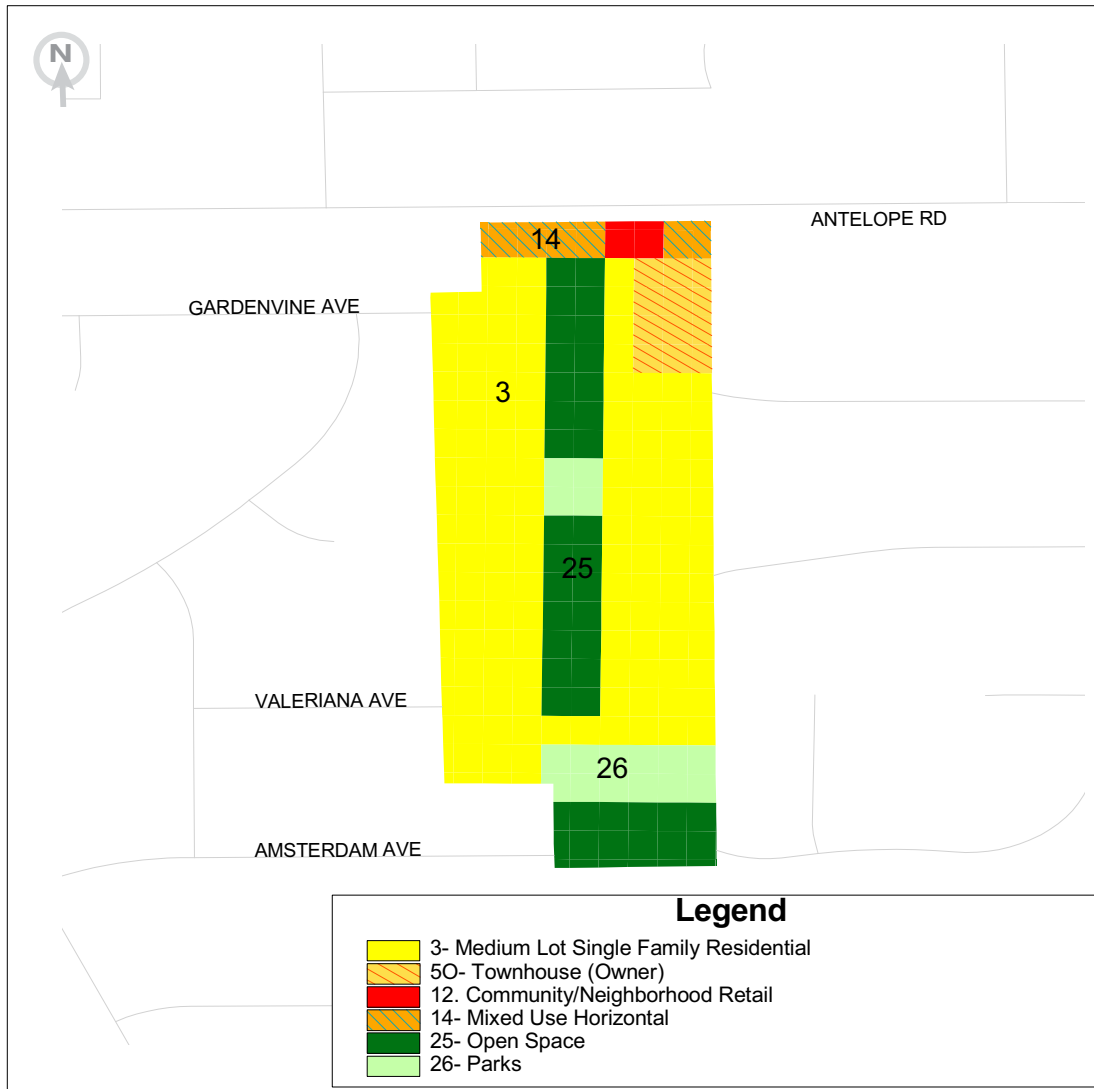 N
ANTELOPE RD
14
GARDENVINE AVE
3
25
VALERIANA AVE
26
AMSTERDAM AVE
Legend
3- Medium Lot Single Family Residential
5O- Townhouse (Owner)
12. Community/Neighborhood Retail
14- Mixed Use Horizontal
25- Open Space
26- Parks